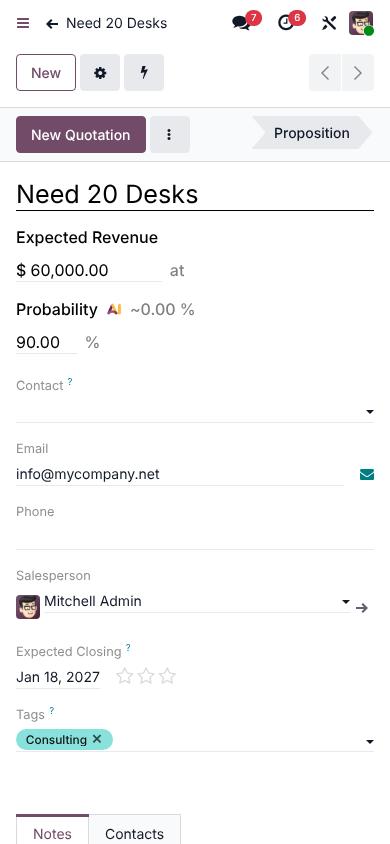 Need 20 Desks
7
6
New
New Quotation
Proposition
Need 20 Desks
Expected Revenue
$ 60,000.00 at
Probability AI ~0.00 %
90.00 %
Contact ?
Email
info@mycompany.net
Phone
Salesperson
Mitchell Admin
Expected Closing ?
Jan 18, 2027
Tags ?
Consulting ✕
Notes
Contacts